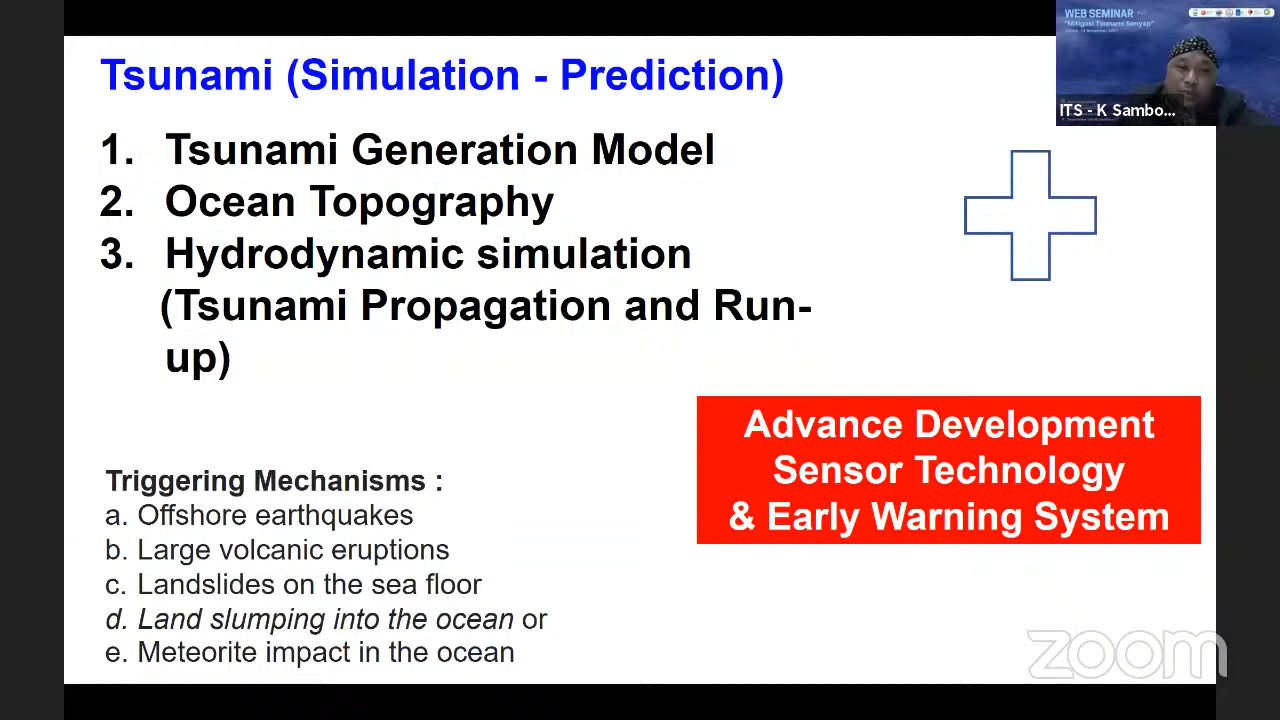 Tsunami (Simulation - Prediction)
1. Tsunami Generation Model
2. Ocean Topography
3. Hydrodynamic simulation
(Tsunami Propagation and Run-
up)
Triggering Mechanisms :
a. Offshore earthquakes
b. Large volcanic eruptions
c. Landslides on the sea floor
d. Land slumping into the ocean or
e. Meteorite impact in the ocean
Advance Development
Sensor Technology
& Early Warning System
WEB SEMINAR
"Mitigasi Tsunami Senyap"
ITS - K Sambo...
zoom